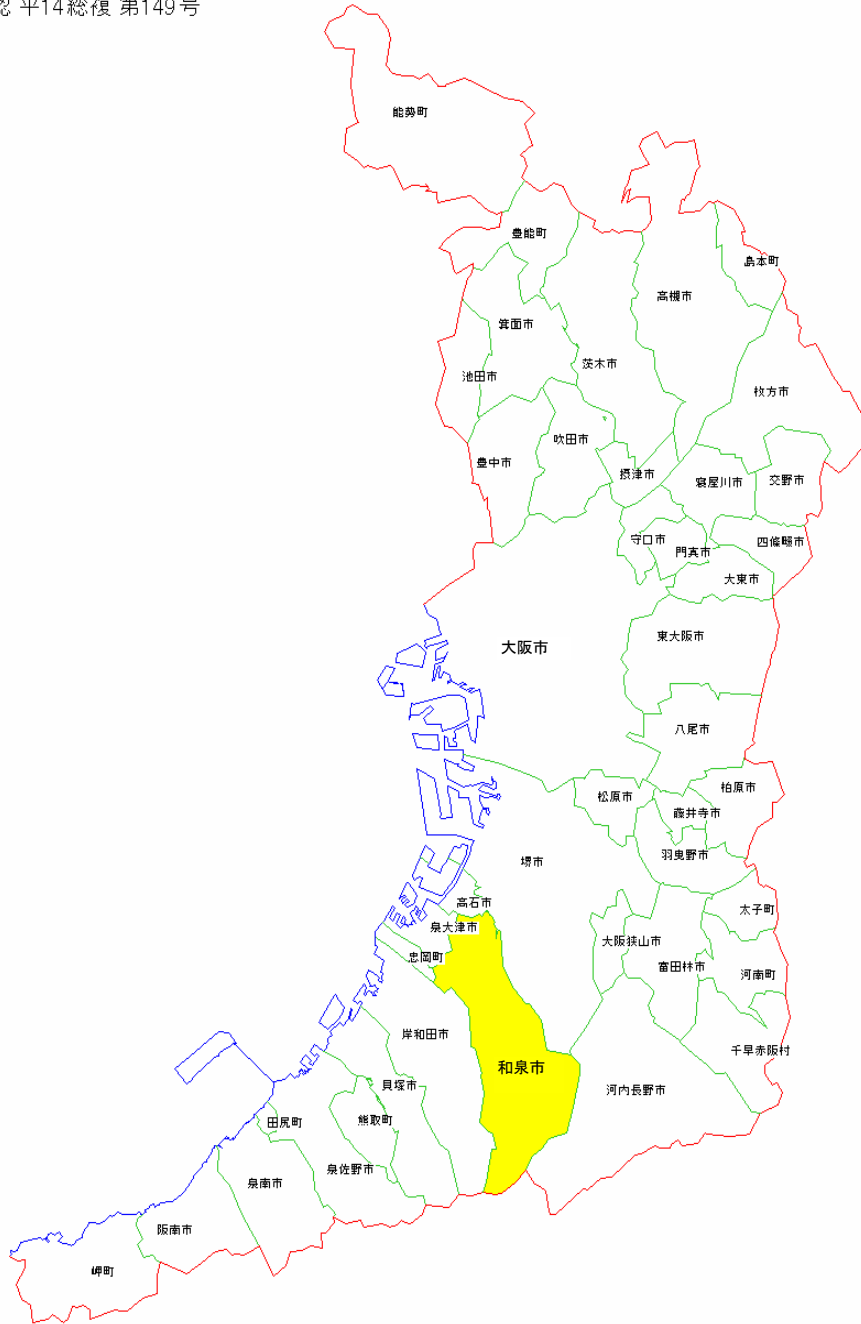 平14総複 第149号
能勢町
豊能町
島本町
高槻市
箕面市
茨木市
池田市
枚方市
吹田市
豊中市
摂津市
寝屋川市
交野市
守口市
門真市
四條畷市
大東市
東大阪市
大阪市
八尾市
柏原市
松原市
藤井寺市
羽曳野市
堺市
高石市
太子町
泉大津市
大阪狭山市
忠岡町
富田林市
河南町
岸和田市
千早赤阪村
和泉市
貝塚市
河内長野市
熊取町
田尻町
泉佐野市
泉南市
阪南市
岬町